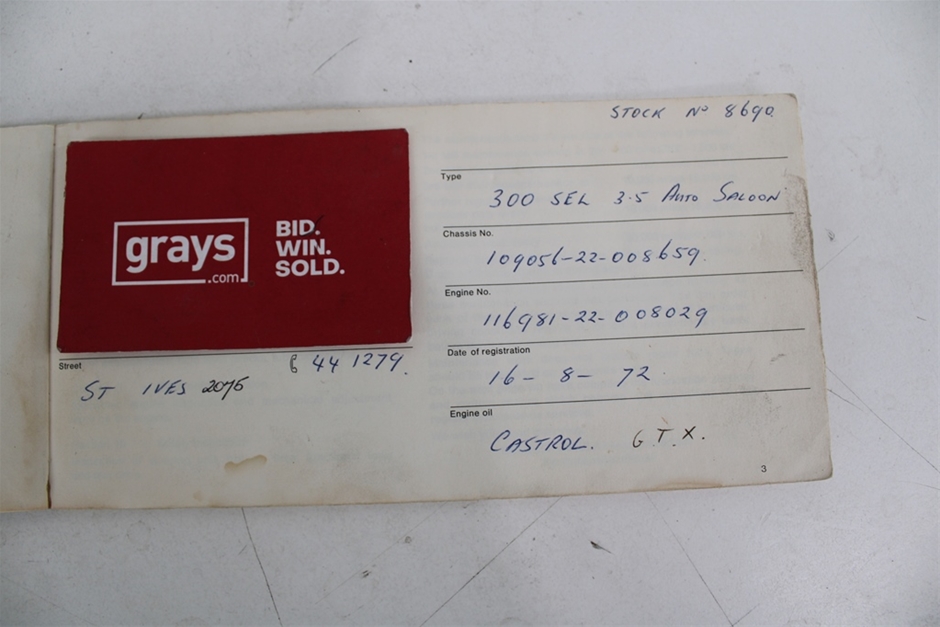 grays
.com
BID.
WIN.
SOLD.
Street
44 1279.
ST IVES 2075
STOCK Nº 8690
Type
300 SEL 3.5 AUTO SALOON
Chassis No.
109056-22-008659.
Engine No.
116981-22-008029
Date of registration
16- 8- 72
Engine oil
CASTROL. G.T.X.
3